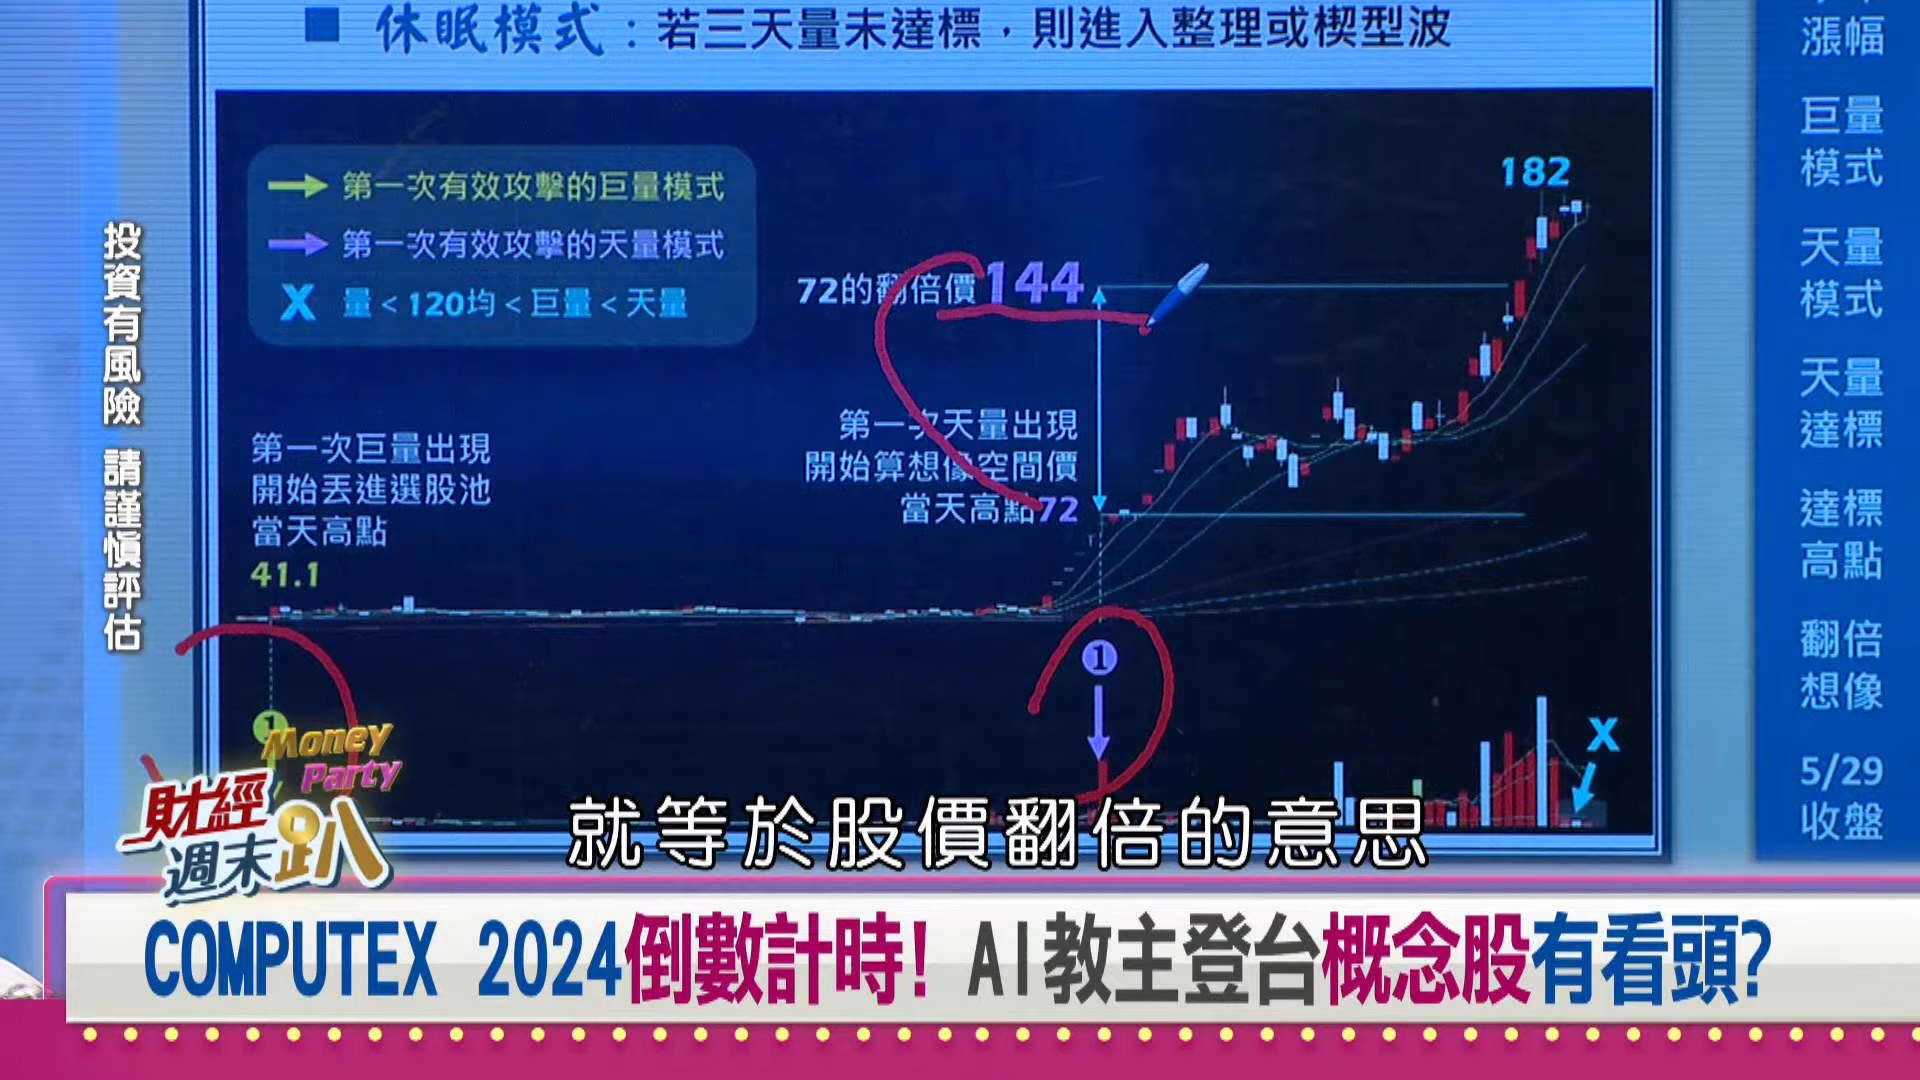 休眠模式：若三天量未達標，則進入整理或楔型波
漲幅
巨量
模式
天量
模式
天量
達標
達標
高點
翻倍
想像
5/29
收盤
第一次有效攻擊的巨量模式
第一次有效攻擊的天量模式
X 量<120均<巨量<天量
182
72的翻倍價144
第一次天量出現
開始算想像空間價
當天高點72
第一次巨量出現
開始丟進選股池
當天高點
41.1
1
1
X
投資有風險 請謹慎評估
Money
Party
財經
週末趴
就等於股價翻倍的意思
COMPUTEX 2024倒數計時! AI教主登台概念股有看頭?